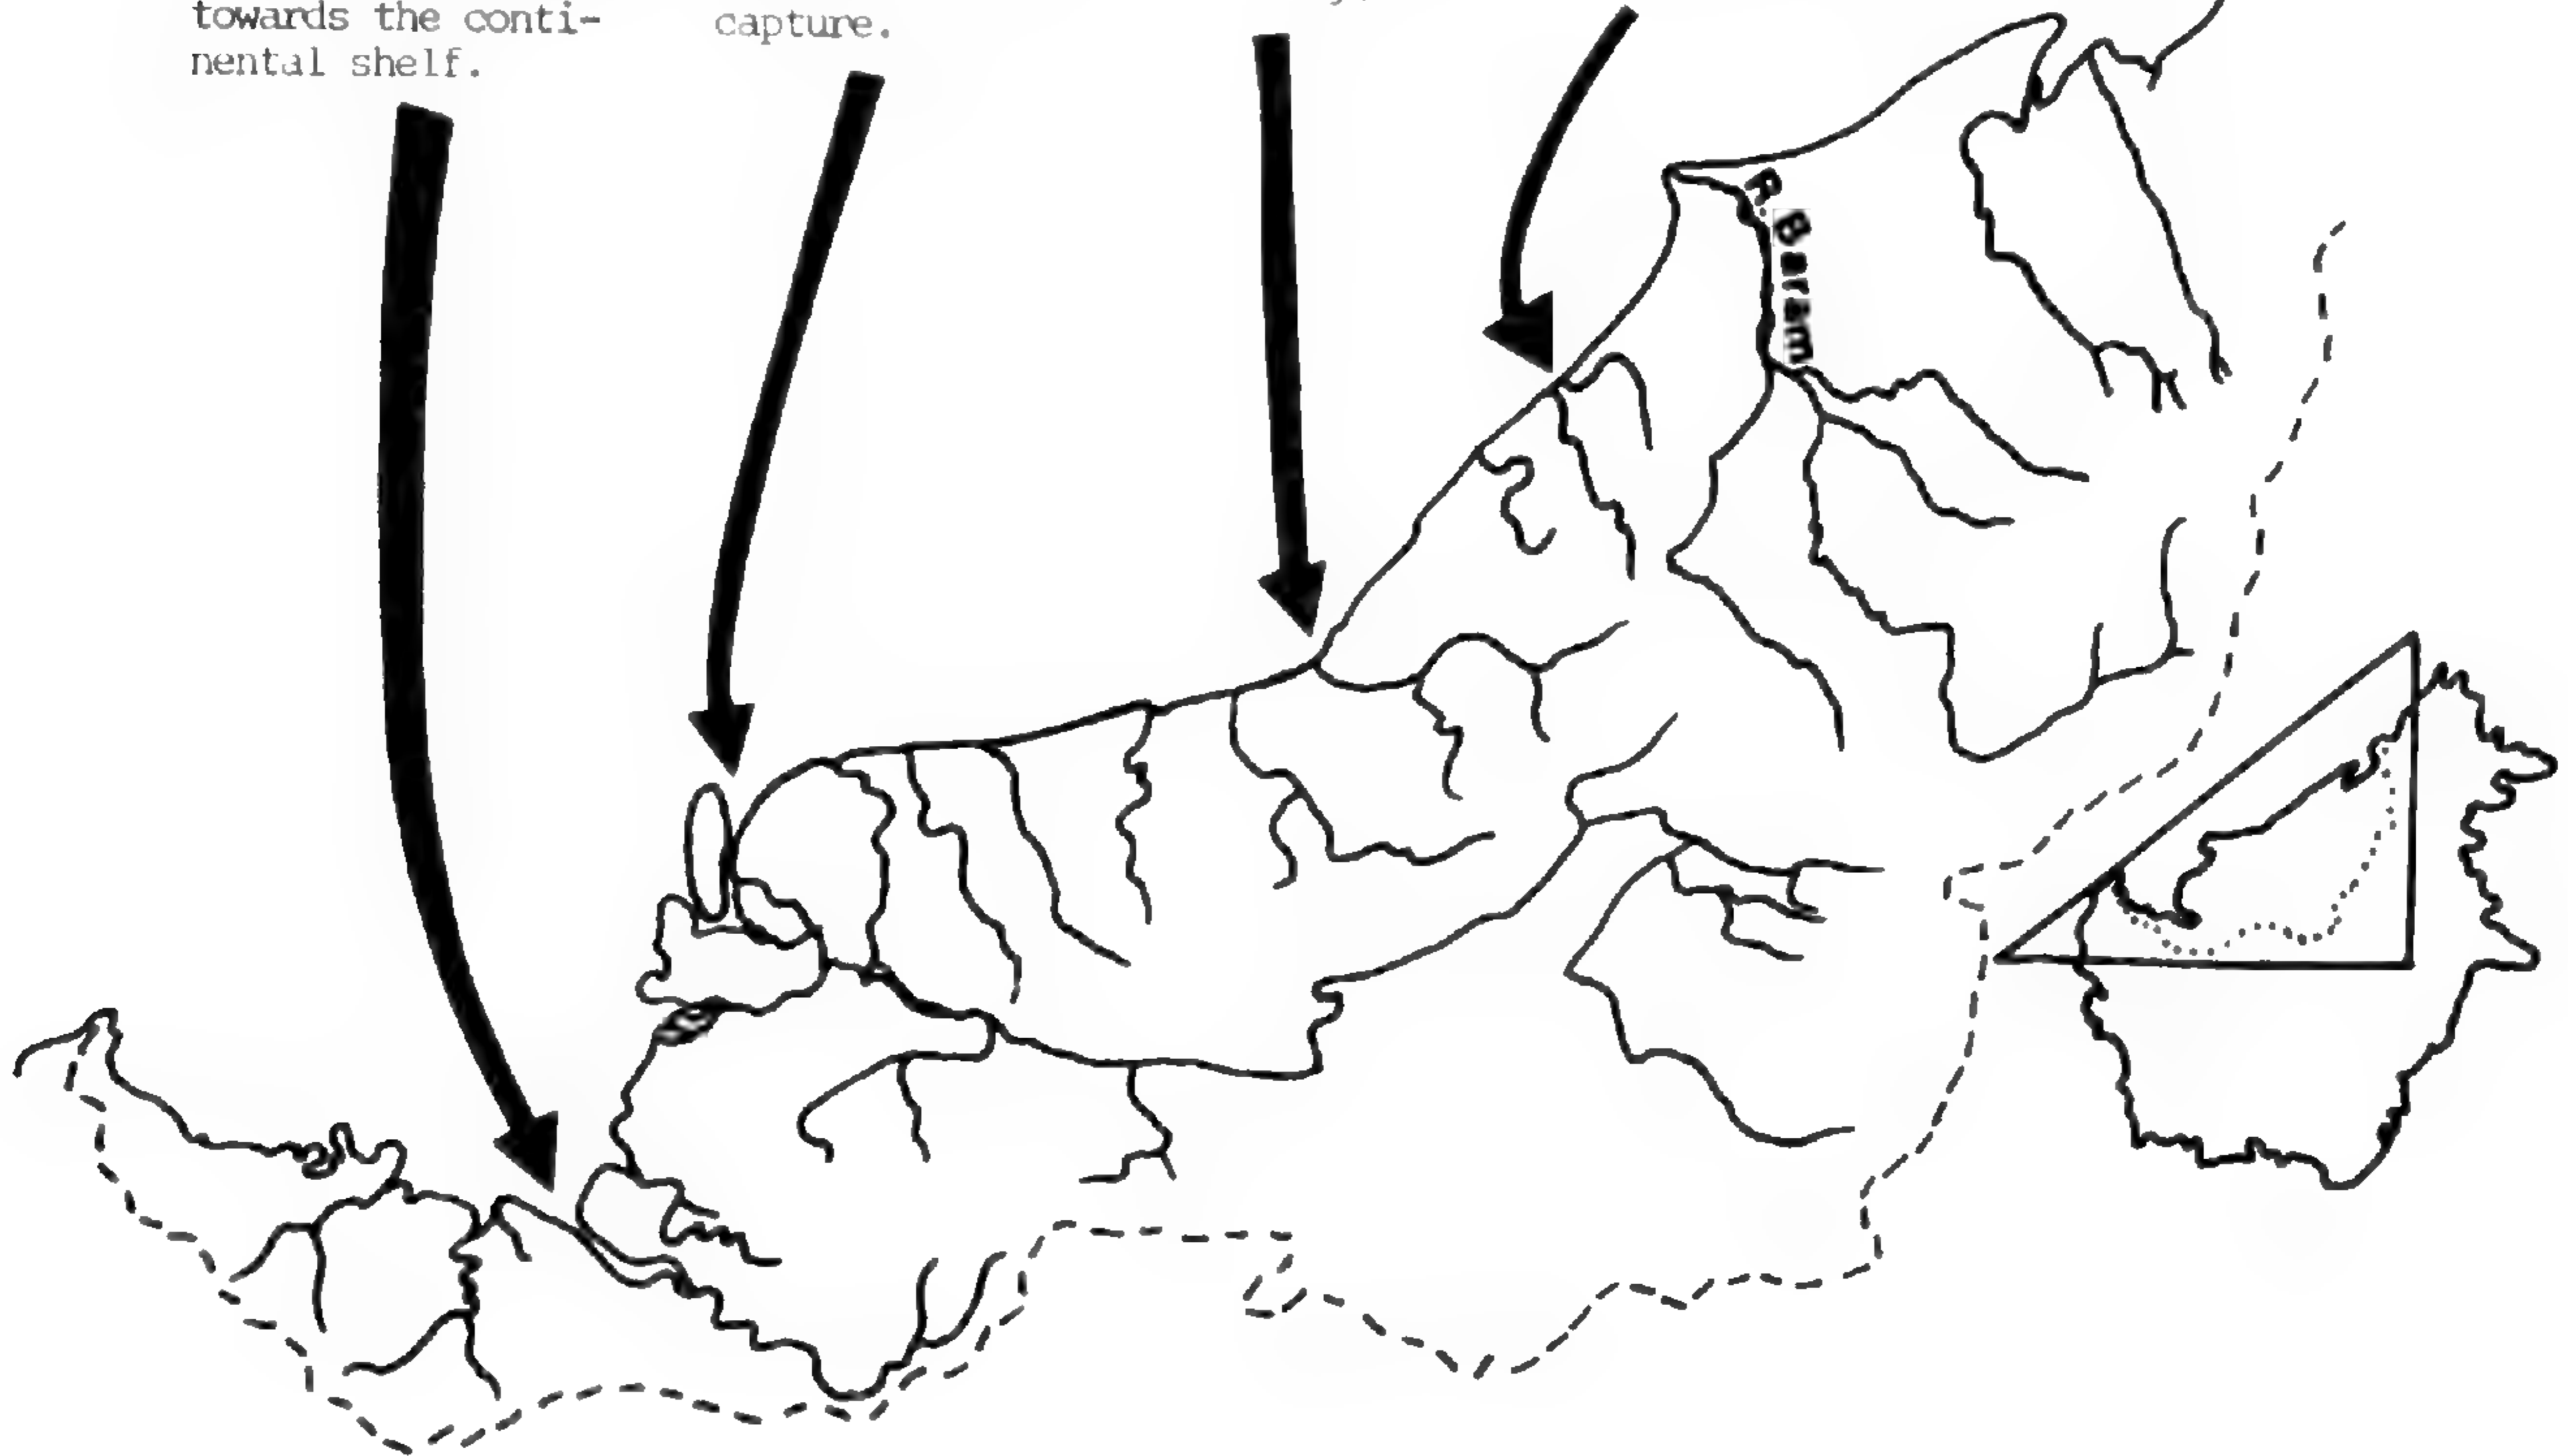 towards the conti-
nental shelf.
capture.
R. Baram